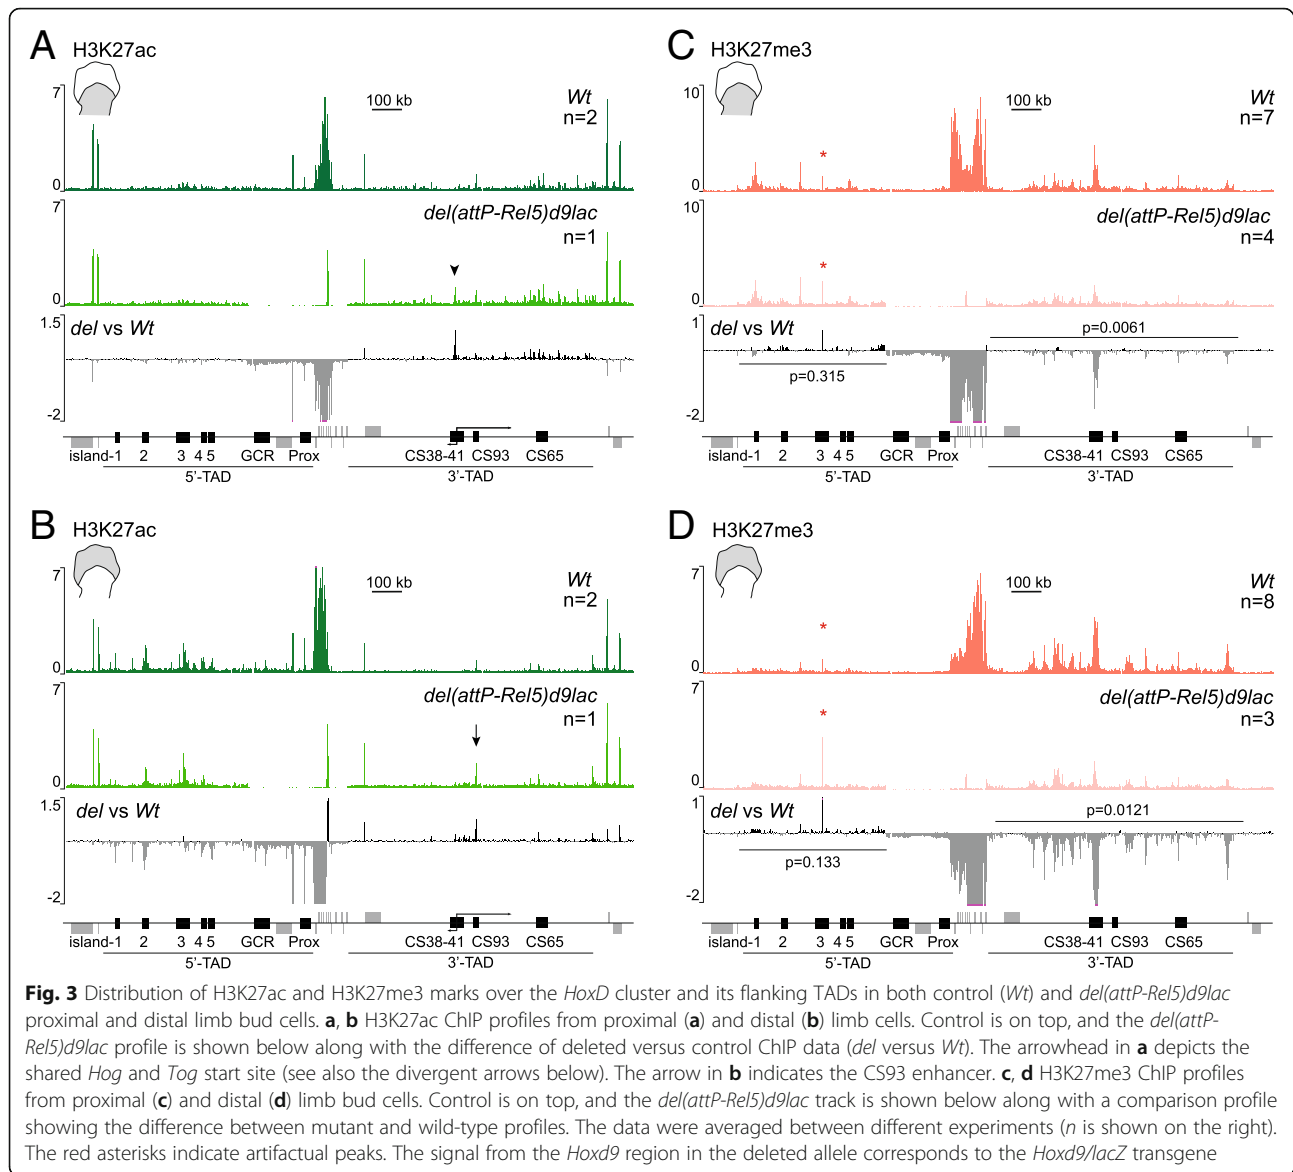 A
H3K27ac
7
0
100 kb
Wt
n=2
7
0
del(attP-Rel5)d9lac
n=1
1.5
-2
del vs Wt
island-1 2 3 4 5 GCR Prox CS38-41 CS93 CS65
5'-TAD 3'-TAD
B
H3K27ac
7
0
100 kb
Wt
n=2
7
0
del(attP-Rel5)d9lac
n=1
1.5
-2
del vs Wt
island-1 2 3 4 5 GCR Prox CS38-41 CS93 CS65
5'-TAD 3'-TAD
C
H3K27me3
10
0
*
100 kb
Wt
n=7
10
0
*
del(attP-Rel5)d9lac
n=4
1
-2
del vs Wt
p=0.0061
p=0.315
island-1 2 3 4 5 GCR Prox CS38-41 CS93 CS65
5'-TAD 3'-TAD
D
H3K27me3
7
0
*
100 kb
Wt
n=8
7
0
*
del(attP-Rel5)d9lac
n=3
1
-2
del vs Wt
p=0.0121
p=0.133
island-1 2 3 4 5 GCR Prox CS38-41 CS93 CS65
5'-TAD 3'-TAD
Fig. 3 Distribution of H3K27ac and H3K27me3 marks over the HoxD cluster and its flanking TADs in both control (Wt) and del(attP-Rel5)d9lac
proximal and distal limb bud cells. a, b H3K27ac ChIP profiles from proximal (a) and distal (b) limb cells. Control is on top, and the del(attP-
Rel5)d9lac profile is shown below along with the difference of deleted versus control ChIP data (del versus Wt). The arrowhead in a depicts the
shared Hog and Tog start site (see also the divergent arrows below). The arrow in b indicates the CS93 enhancer. c, d H3K27me3 ChIP profiles
from proximal (c) and distal (d) limb bud cells. Control is on top, and the del(attP-Rel5)d9lac track is shown below along with a comparison profile
showing the difference between mutant and wild-type profiles. The data were averaged between different experiments (n is shown on the right).
The red asterisks indicate artifactual peaks. The signal from the Hoxd9 region in the deleted allele corresponds to the Hoxd9/lacZ transgene